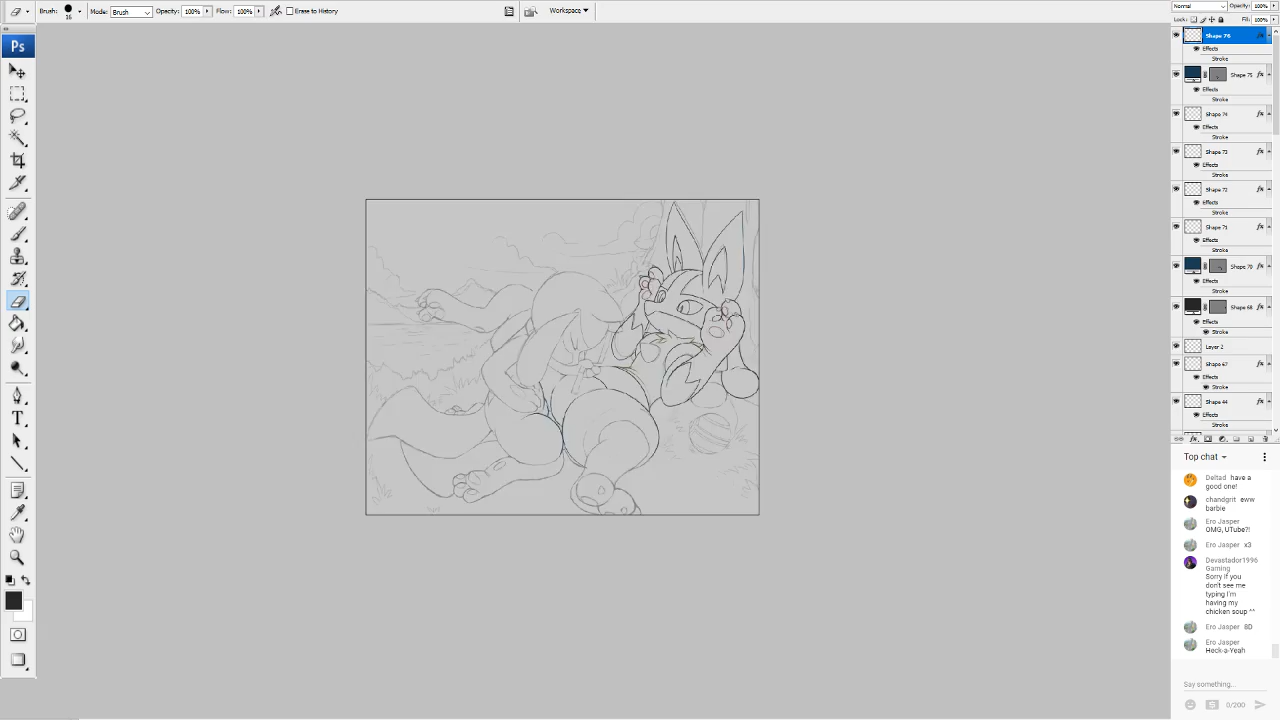 Brush:
16
Mode: Brush
Opacity: 100%
Flow: 100%
Erase to History
Workspace
Ps
Normal
Opacity: 100%
Lock:
Fill: 100%
Shape 76
Effects
Stroke
Shape 75
Effects
Stroke
Shape 74
Effects
Stroke
Shape 73
Effects
Stroke
Shape 72
Effects
Stroke
Shape 71
Effects
Stroke
Shape 70
Effects
Stroke
Shape 68
Effects
Stroke
Layer 2
Shape 67
Effects
Stroke
Shape 44
Effects
Stroke
Top chat
Deltad have a
good one!
chandgrit eww
barbie
Ero Jasper
OMG, UTube?!
Ero Jasper x3
Devastador1996
Gaming
Sorry if you
don't see me
typing I'm
having my
chicken soup ^^
Ero Jasper 8D
Ero Jasper
Heck-a-Yeah
Say something...
0/200